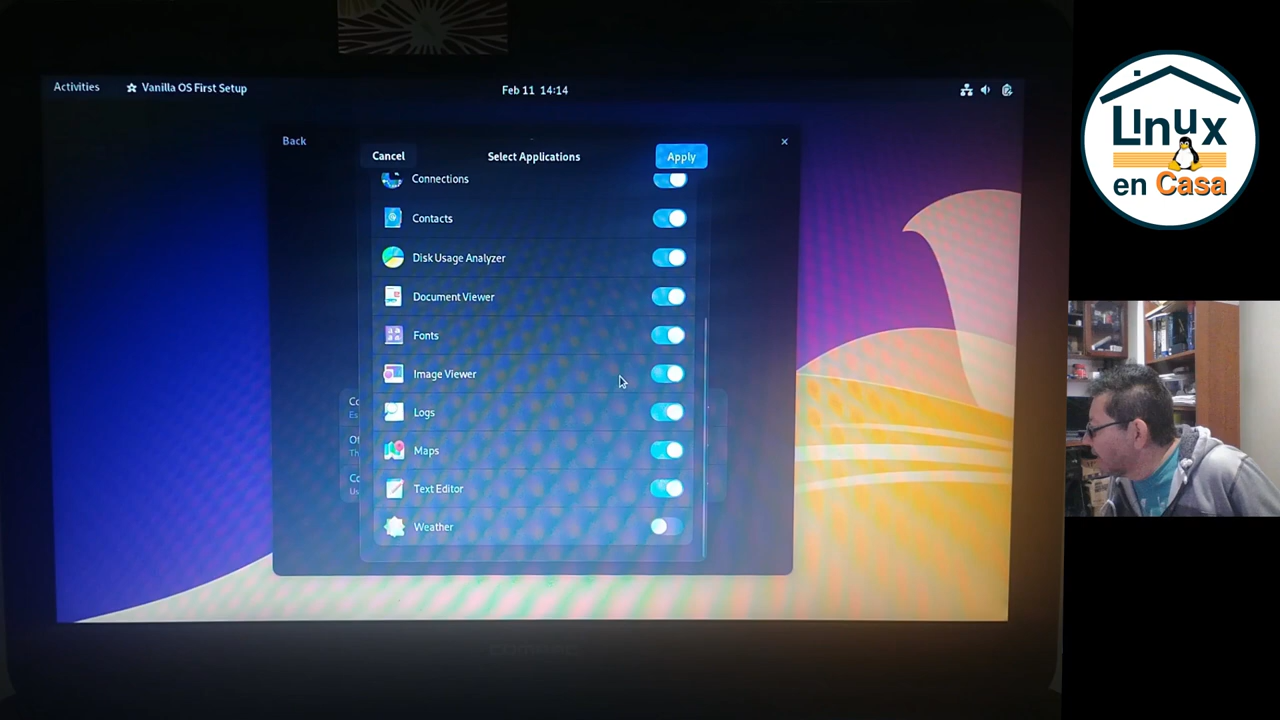 Activities
Vanilla OS First Setup
Feb 11 14:14
Back
Cancel
Select Applications
Apply
Connections
Contacts
Disk Usage Analyzer
Document Viewer
Fonts
Image Viewer
Logs
Maps
Text Editor
Weather
Linux
en Casa